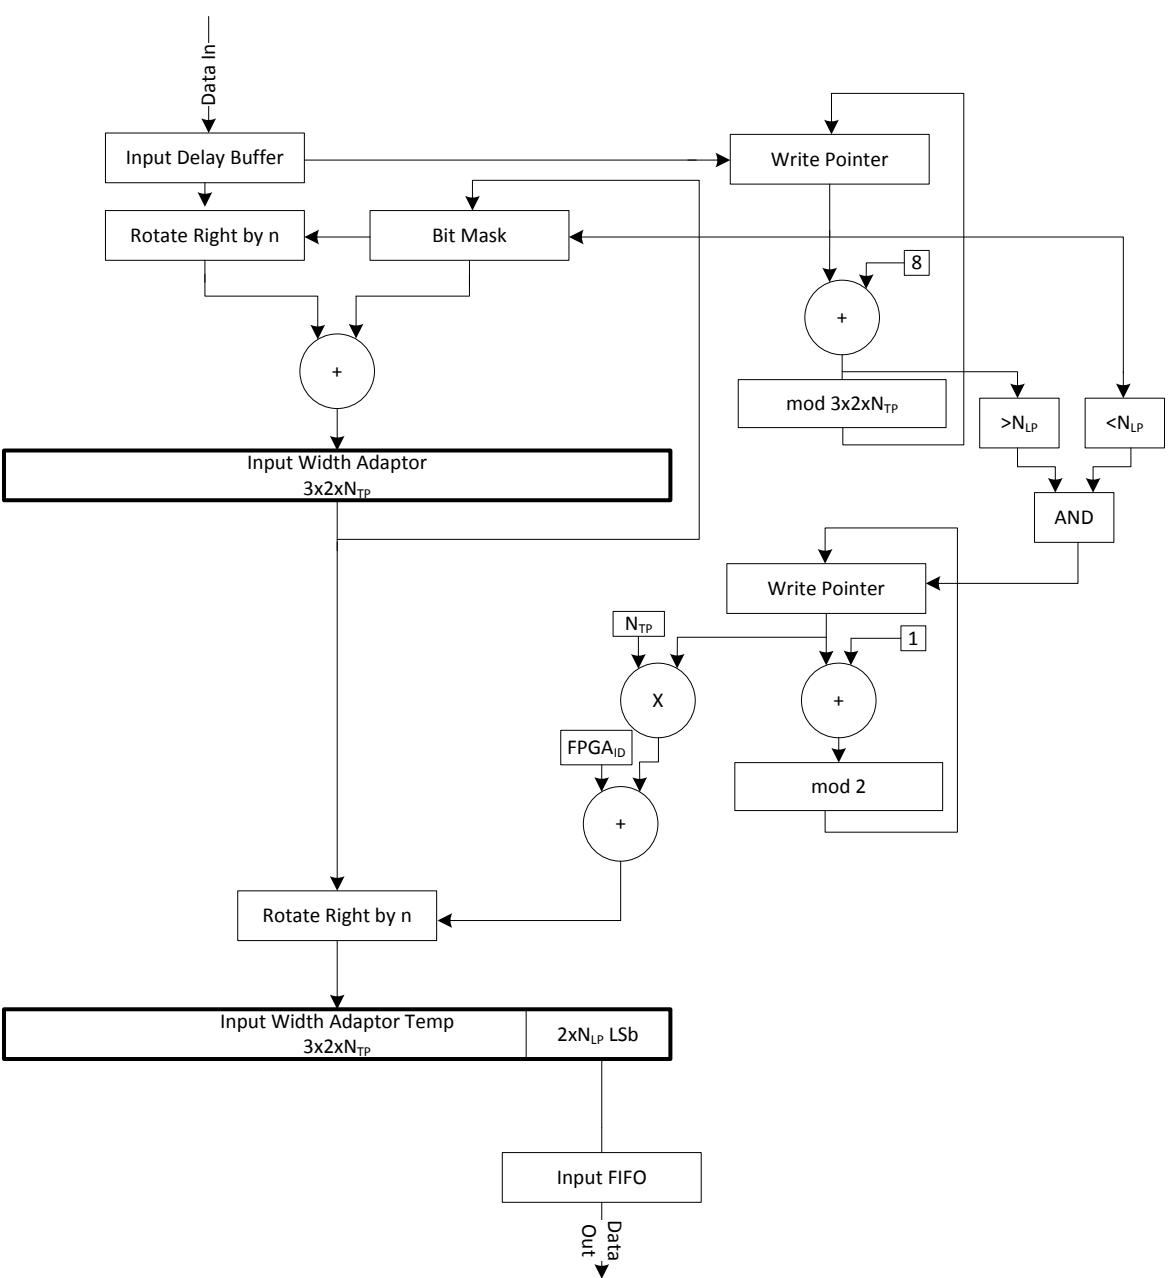 Data In
Input Delay Buffer
Write Pointer
Rotate Right by n
Bit Mask
8
+
+
mod 3x2xN_TP
>N_LP
<N_LP
Input Width Adaptor
3x2xN_TP
AND
Write Pointer
N_TP
1
X
+
FPGA_ID
mod 2
+
Rotate Right by n
Input Width Adaptor Temp
3x2xN_TP
2xN_LP LSb
Input FIFO
Data
Out